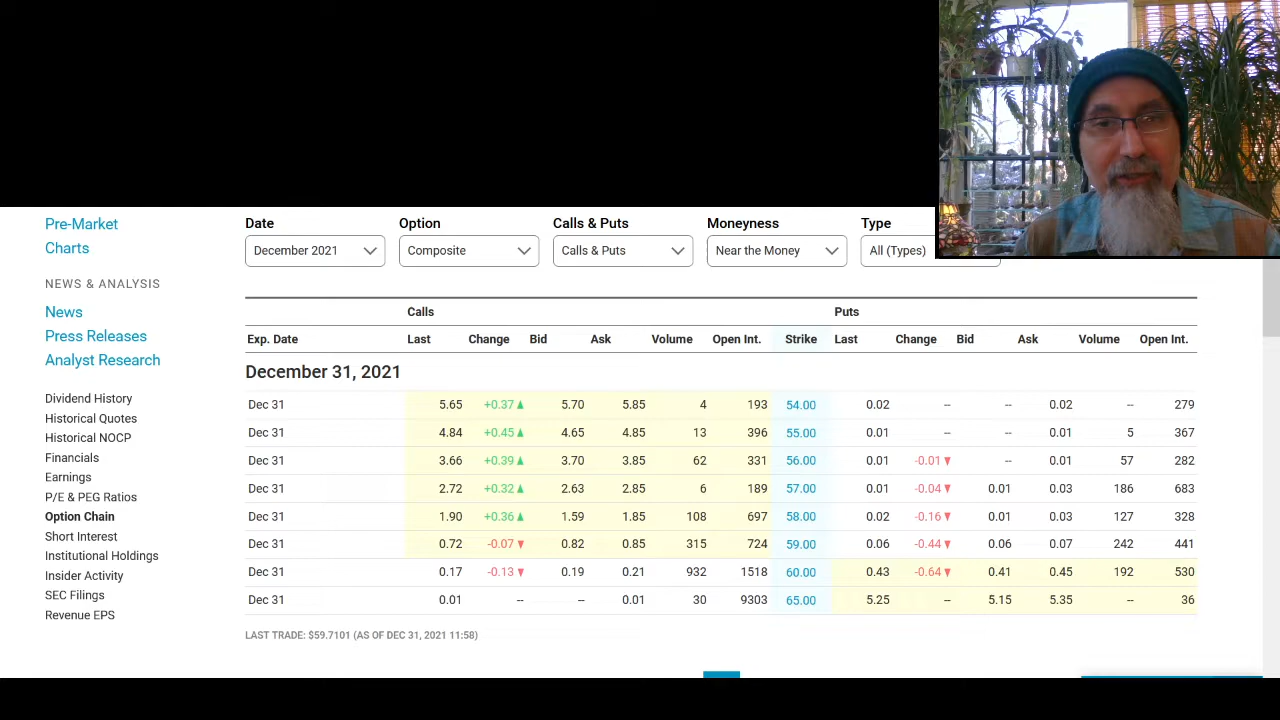 Pre-Market
Charts
NEWS & ANALYSIS
News
Press Releases
Analyst Research
Dividend History
Historical Quotes
Historical NOCP
Financials
Earnings
P/E & PEG Ratios
Option Chain
Short Interest
Institutional Holdings
Insider Activity
SEC Filings
Revenue EPS
Date Option Calls & Puts Moneyness Type
December 2021 Composite Calls & Puts Near the Money All (Types)
Calls Puts
Exp. Date Last Change Bid Ask Volume Open Int. Strike Last Change Bid Ask Volume Open Int.
December 31, 2021
Dec 31 5.65 +0.37▲ 5.70 5.85 4 193 54.00 0.02 -- -- 0.02 -- 279
Dec 31 4.84 +0.45▲ 4.65 4.85 13 396 55.00 0.01 -- -- 0.01 5 367
Dec 31 3.66 +0.39▲ 3.70 3.85 62 331 56.00 0.01 -0.01▼ -- 0.01 57 282
Dec 31 2.72 +0.32▲ 2.63 2.85 6 189 57.00 0.01 -0.04▼ 0.01 0.03 186 683
Dec 31 1.90 +0.36▲ 1.59 1.85 108 697 58.00 0.02 -0.16▼ 0.01 0.03 127 328
Dec 31 0.72 -0.07▼ 0.82 0.85 315 724 59.00 0.06 -0.44▼ 0.06 0.07 242 441
Dec 31 0.17 -0.13▼ 0.19 0.21 932 1518 60.00 0.43 -0.64▼ 0.41 0.45 192 530
Dec 31 0.01 -- -- 0.01 30 9303 65.00 5.25 -- 5.15 5.35 -- 36
LAST TRADE: $59.7101 (AS OF DEC 31, 2021 11:58)